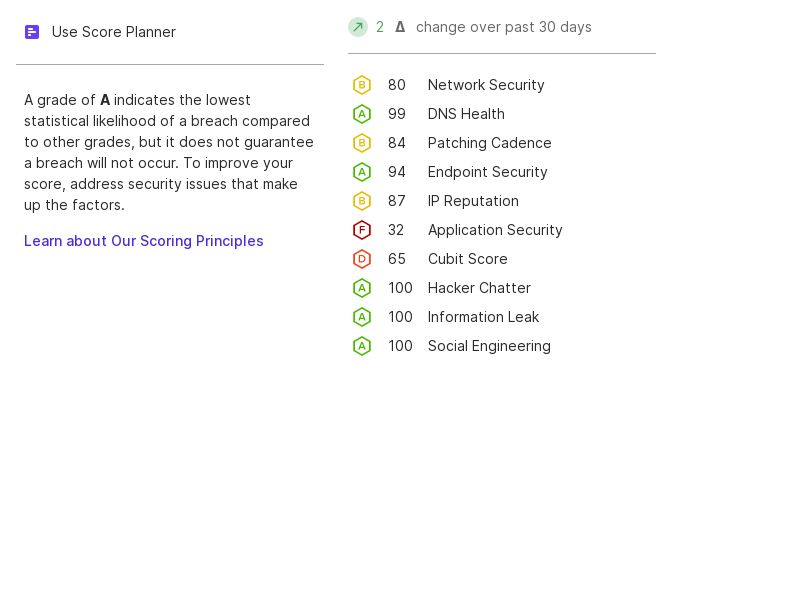 Use Score Planner
A grade of A indicates the lowest
statistical likelihood of a breach compared
to other grades, but it does not guarantee
a breach will not occur. To improve your
score, address security issues that make
up the factors.
Learn about Our Scoring Principles
2 Δ change over past 30 days
B 80 Network Security
A 99 DNS Health
B 84 Patching Cadence
A 94 Endpoint Security
B 87 IP Reputation
F 32 Application Security
D 65 Cubit Score
A 100 Hacker Chatter
A 100 Information Leak
A 100 Social Engineering